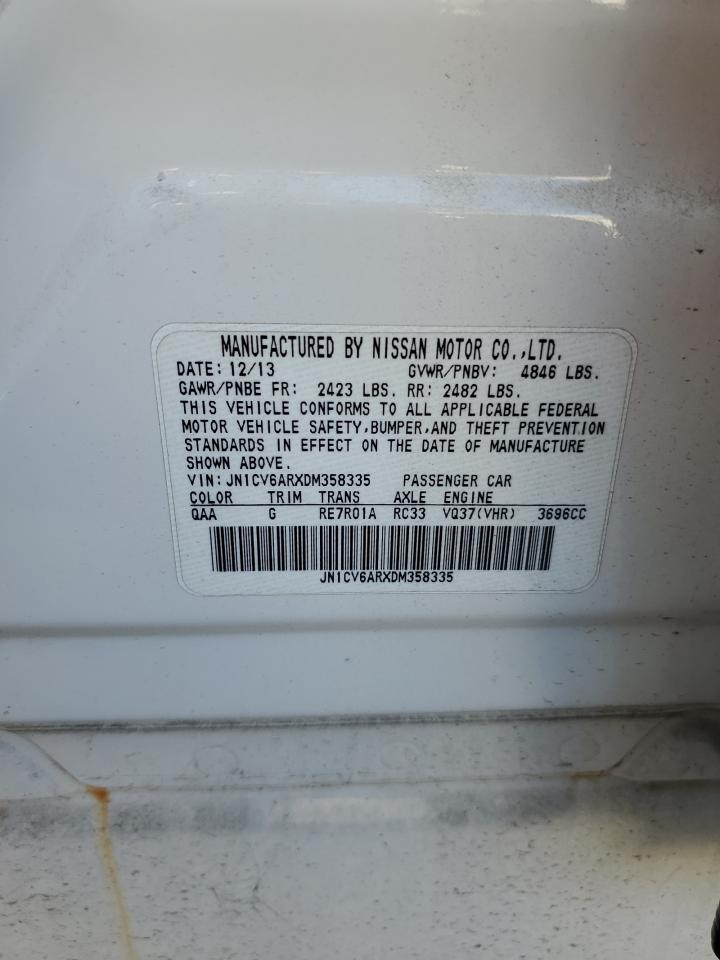 MANUFACTURED BY NISSAN MOTOR CO.,LTD.
DATE: 12/13 GVWR/PNBV: 4846 LBS.
GAWR/PNBE FR: 2423 LBS. RR: 2482 LBS.
THIS VEHICLE CONFORMS TO ALL APPLICABLE FEDERAL
MOTOR VEHICLE SAFETY,BUMPER,AND THEFT PREVENTION
STANDARDS IN EFFECT ON THE DATE OF MANUFACTURE
SHOWN ABOVE.
VIN: JN1CV6ARXDM358335 PASSENGER CAR
COLOR TRIM TRANS AXLE ENGINE
QAA G RE7R01A RC33 VQ37(VHR) 3696CC
JN1CV6ARXDM358335